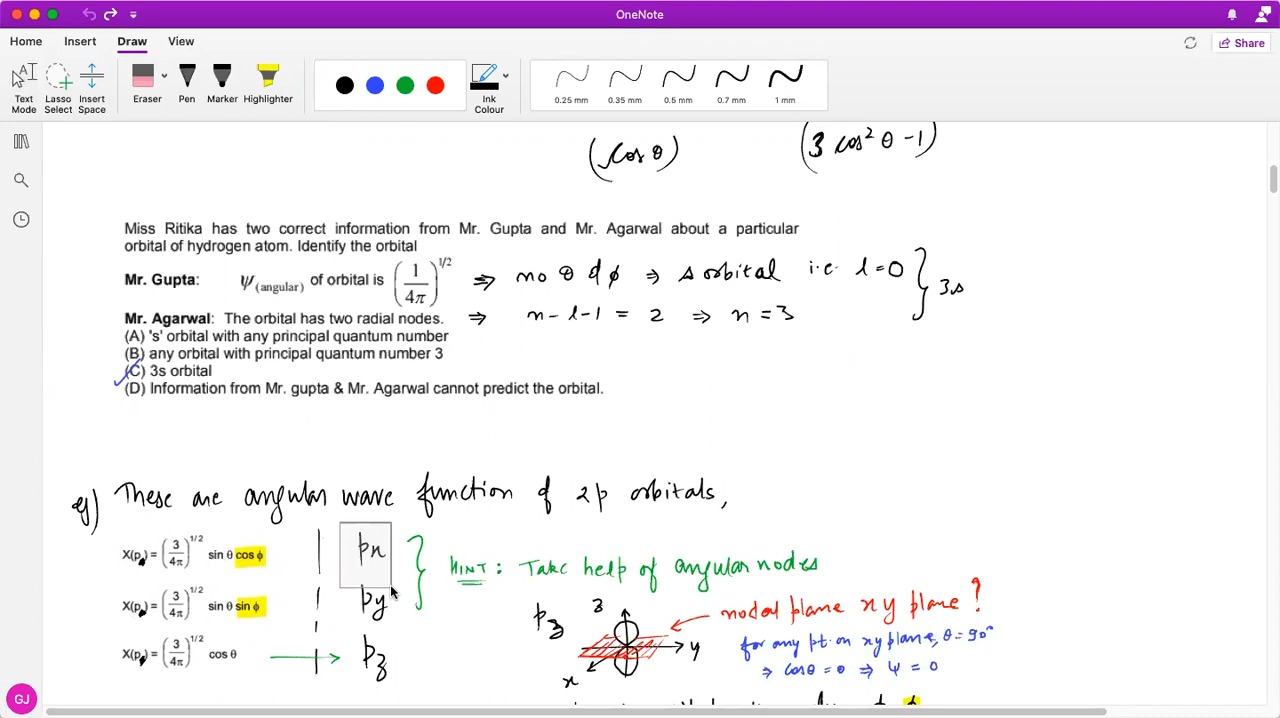 OneNote
Home Insert Draw View
Share
Text Mode
Lasso Select
Insert Space
Eraser
Pen
Marker
Highlighter
Ink Colour
0.25 mm
0.35 mm
0.5 mm
0.7 mm
1 mm
(cos θ) (3 cos² θ -1)
Miss Ritika has two correct information from Mr. Gupta and Mr. Agarwal about a particular
orbital of hydrogen atom. Identify the orbital
Mr. Gupta: ψ(angular) of orbital is (1/4π)^1/2 ⇒ no θ d ϕ ⇒ s orbital i.e. l = 0 } 3s
Mr. Agarwal: The orbital has two radial nodes. ⇒ n - l - 1 = 2 ⇒ n = 3
(A) 's' orbital with any principal quantum number
(B) any orbital with principal quantum number 3
(C) 3s orbital
(D) Information from Mr. gupta & Mr. Agarwal cannot predict the orbital.
eg) These are angular wave function of 2p orbitals,
X(p ) = (3/4π)^1/2 sin θ cos ϕ | px
X(p ) = (3/4π)^1/2 sin θ sin ϕ | py
X(p ) = (3/4π)^1/2 cos θ → pz
HINT: Take help of angular nodes
pz z y x
nodal plane xy plane?
for any pt on xy plane, θ = 90°
⇒ cosθ = 0 ⇒ ψ = 0
GJ